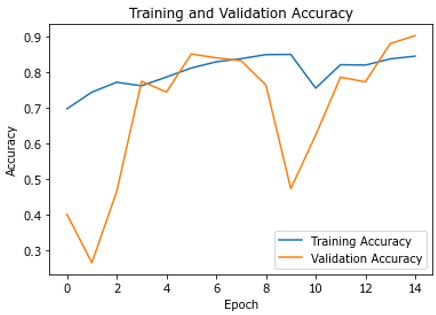 Training and Validation Accuracy
0.9
0.8
0.7
0.6
0.5
0.4
0.3
Accuracy
Training Accuracy
Validation Accuracy
0 2 4 6 8 10 12 14
Epoch